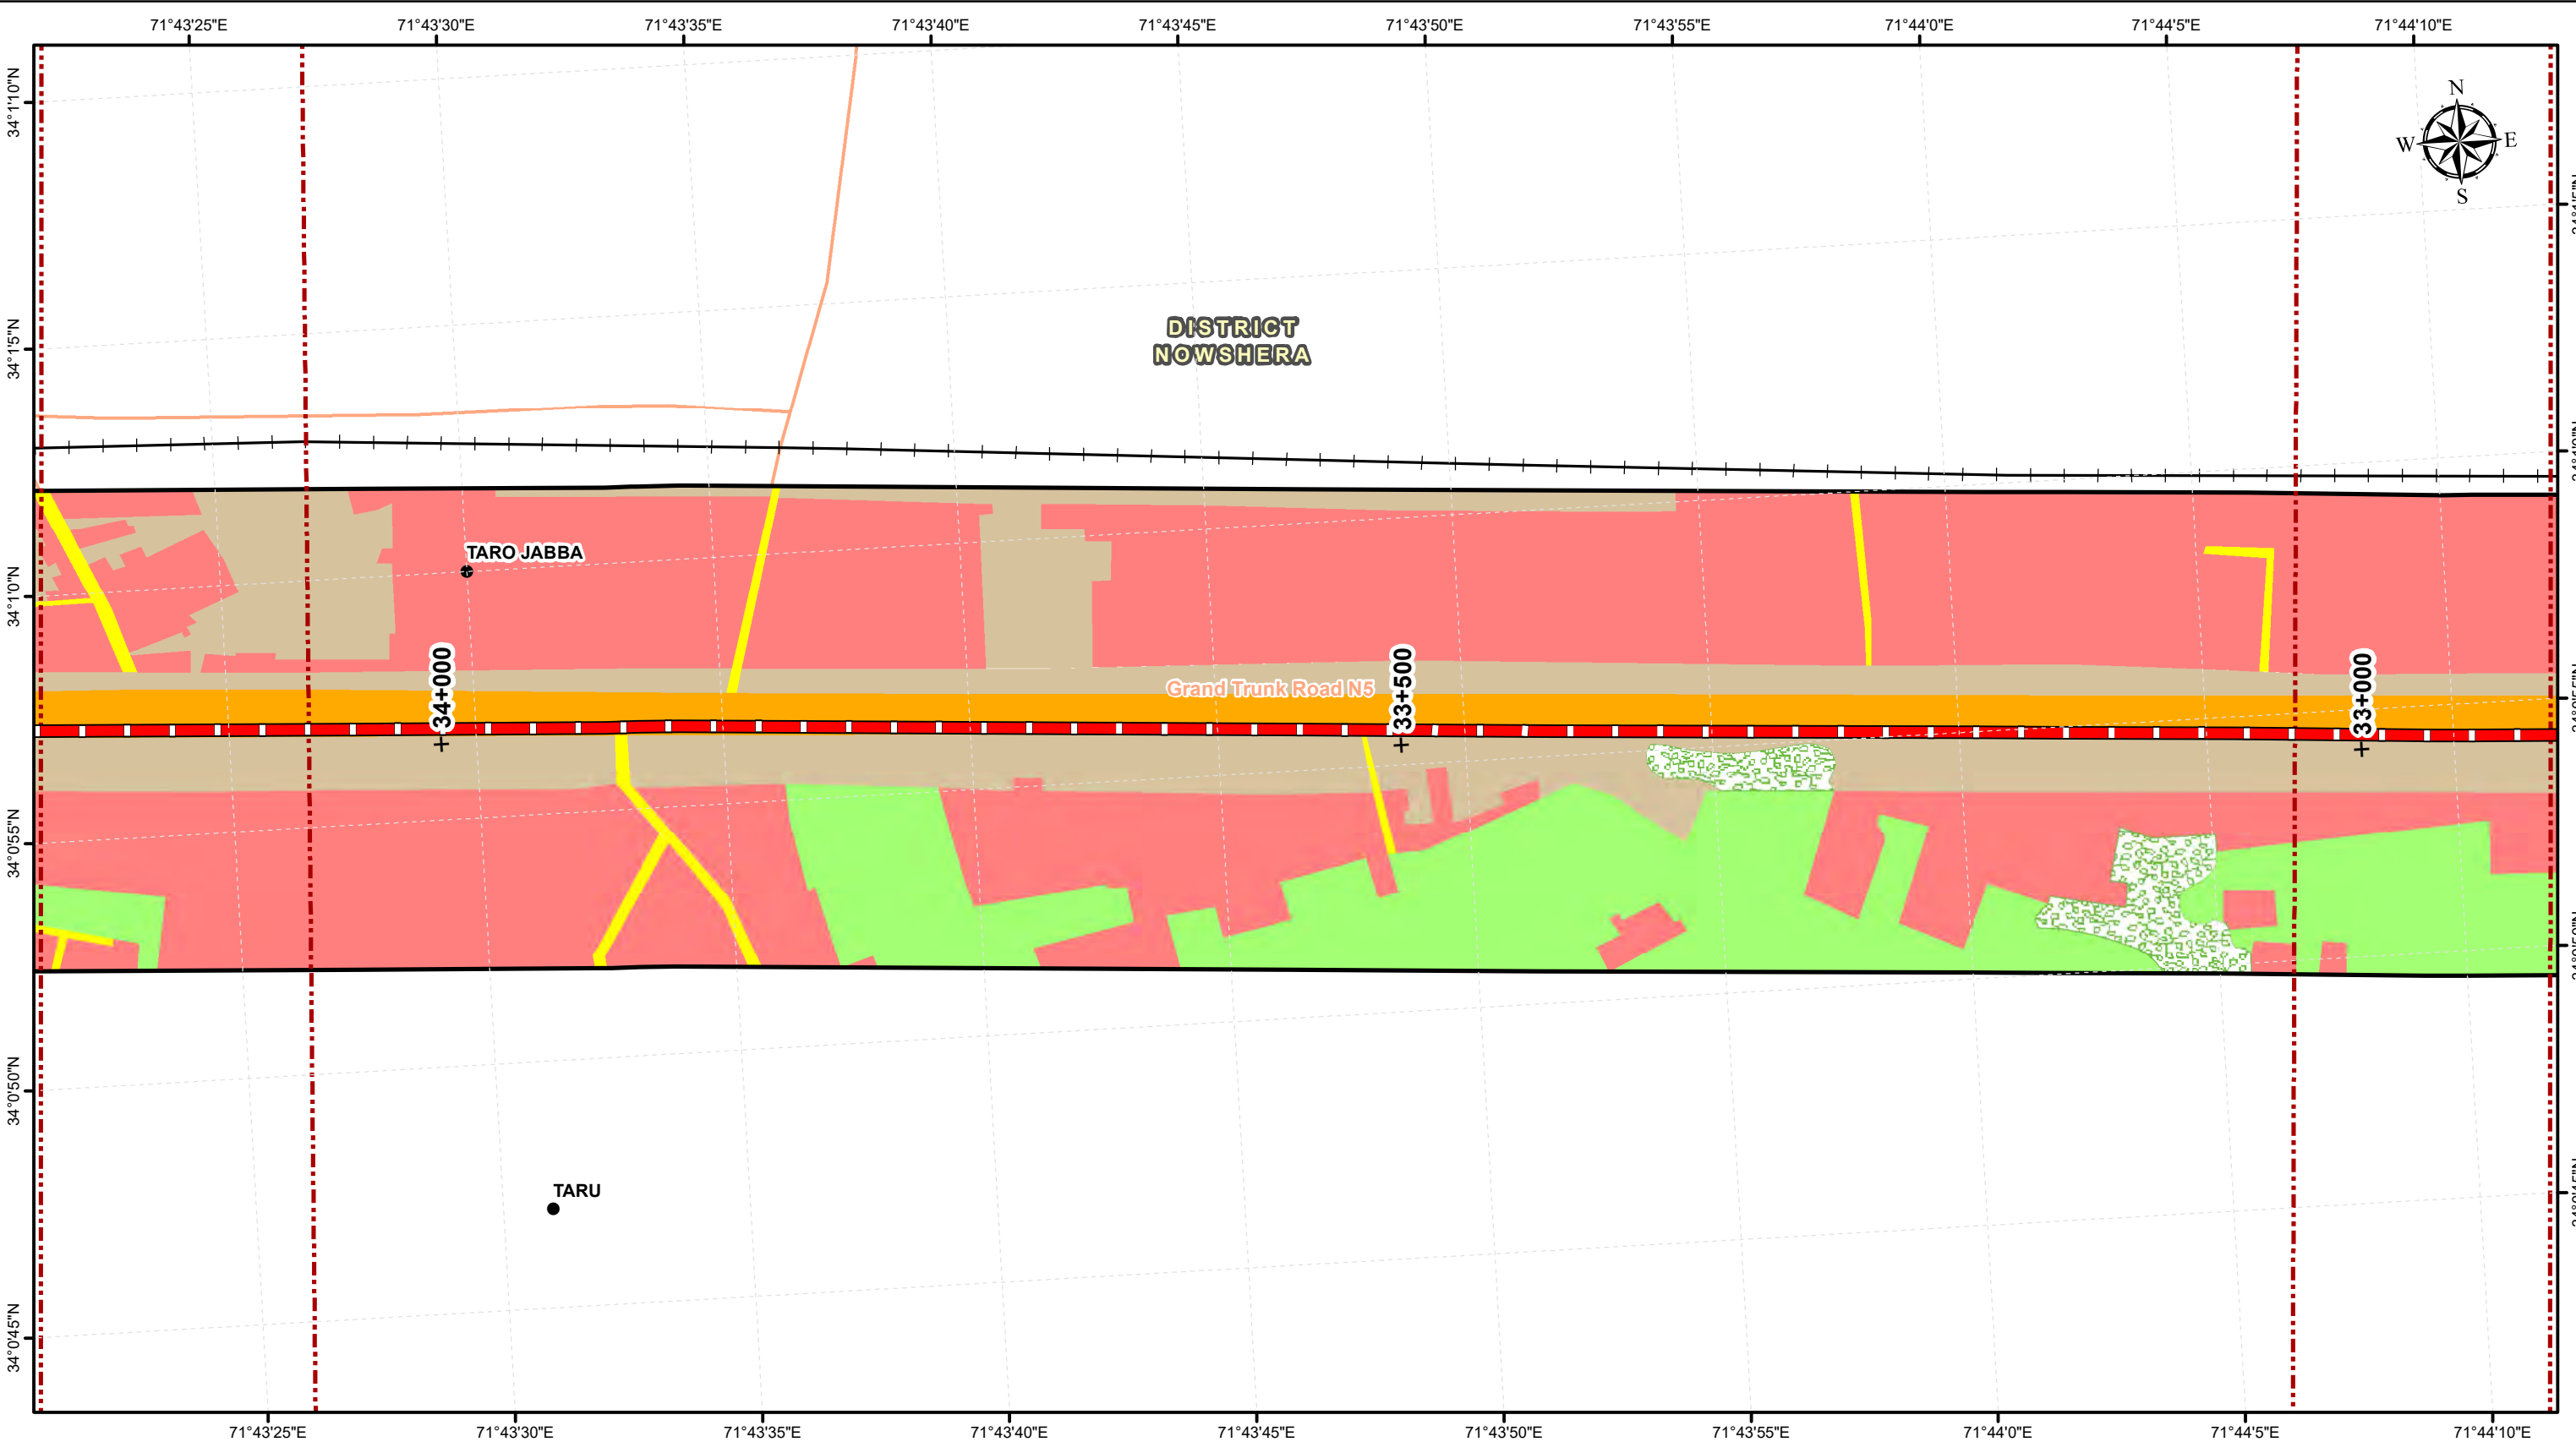 71°43'25"E 71°43'30"E 71°43'35"E 71°43'40"E 71°43'45"E 71°43'50"E 71°43'55"E 71°44'0"E 71°44'5"E 71°44'10"E
34°1'10"N
N
W E
S
DISTRICT
NOWSHERA
34°1'5"N
TARO JABBA
34°1'0"N
34+000
Grand Trunk Road N5
33+500
33+000
34°0'55"N
34°0'50"N
TARU
34°0'45"N
71°43'25"E 71°43'30"E 71°43'35"E 71°43'40"E 71°43'45"E 71°43'50"E 71°43'55"E 71°44'0"E 71°44'5"E 71°44'10"E